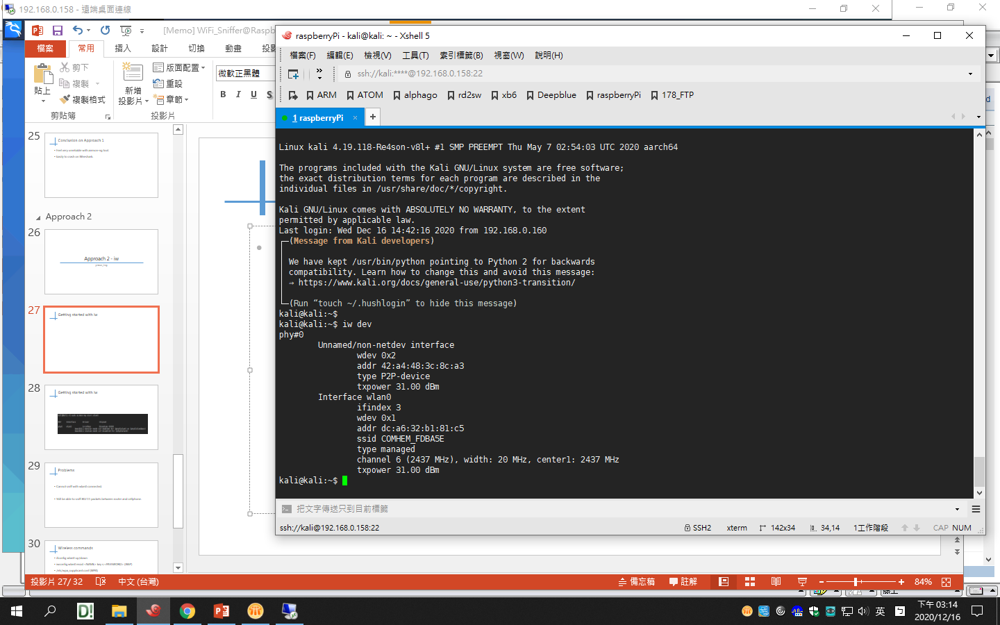 192.168.0.158 - 遠端桌面連線
[Memo] WiFi_Sniffer@Raspb
檔案 常用 插入 設計 切換 動畫 投影
貼上
剪下
複製
複製格式
剪貼簿
新增
投影片
版面配置
重設
章節
投影片
微軟正黑體
B I U S
25
Conclusion on Approach 1
Approach 2
26
Approach 2 - iw
27
Getting started with iw
28
Getting started with iw
29
Problems
30
Wireless commands
raspberryPi - kali@kali: ~ - Xshell 5
檔案(F) 編輯(E) 檢視(V) 工具(T) 索引標籤(B) 視窗(W) 說明(H)
ssh://kali:****@192.168.0.158:22
ARM ATOM alphago rd2sw xb6 Deepblue raspberryPi 178_FTP
1 raspberryPi
Linux kali 4.19.118-Re4son-v8l+ #1 SMP PREEMPT Thu May 7 02:54:03 UTC 2020 aarch64
The programs included with the Kali GNU/Linux system are free software;
the exact distribution terms for each program are described in the
individual files in /usr/share/doc/*/copyright.
Kali GNU/Linux comes with ABSOLUTELY NO WARRANTY, to the extent
permitted by applicable law.
Last login: Wed Dec 16 14:42:16 2020 from 192.168.0.160
(Message from Kali developers)
We have kept /usr/bin/python pointing to Python 2 for backwards
compatibility. Learn how to change this and avoid this message:
⇒ https://www.kali.org/docs/general-use/python3-transition/
(Run “touch ~/.hushlogin” to hide this message)
kali@kali:~$
kali@kali:~$ iw dev
phy#0
Unnamed/non-netdev interface
wdev 0x2
addr 42:a4:48:3c:8c:a3
type P2P-device
txpower 31.00 dBm
Interface wlan0
ifindex 3
wdev 0x1
addr dc:a6:32:b1:81:c5
ssid COMHEM_FDBA5E
type managed
channel 6 (2437 MHz), width: 20 MHz, center1: 2437 MHz
txpower 31.00 dBm
kali@kali:~$
把文字傳送只到目前標籤
ssh://kali@192.168.0.158:22 SSH2 xterm 142x34 34,14 1工作階段 CAP NUM
投影片 27/ 32 中文 (台灣) 備忘稿 註解 84%
英
下午 03:14
2020/12/16